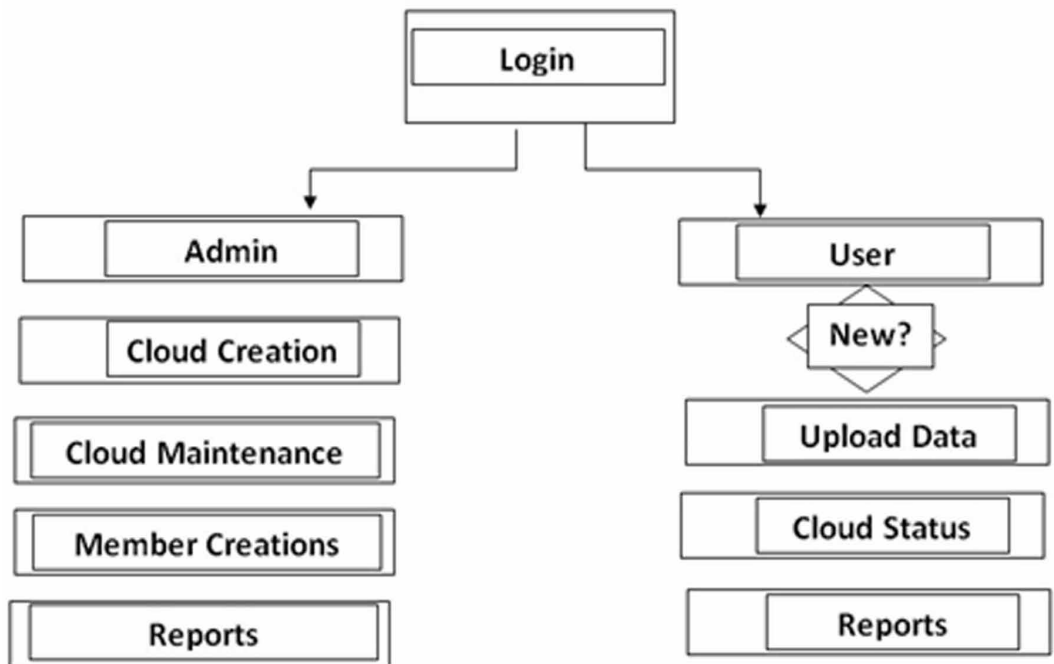 Login
Admin
Cloud Creation
Cloud Maintenance
Member Creations
Reports
User
New?
Upload Data
Cloud Status
Reports